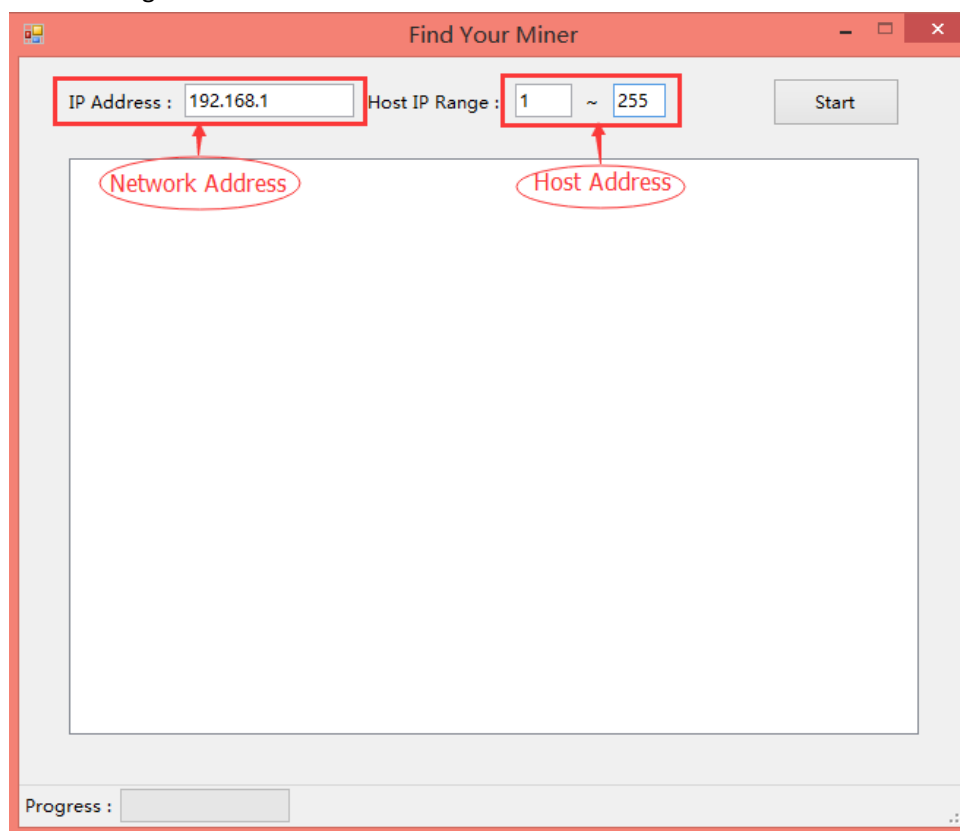 Find Your Miner
IP Address : 192.168.1 Host IP Range : 1 ~ 255 Start
Network Address Host Address
Progress :